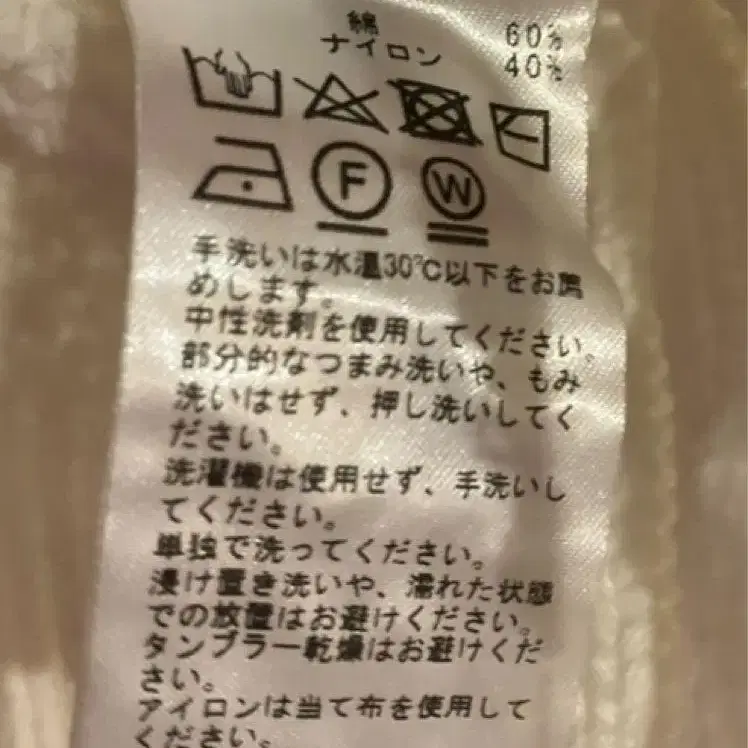 綿 60%
ナイロン 40%
F W
手洗いは水温30℃以下をお薦
めします。
中性洗剤を使用してください。
部分的なつまみ洗いや、もみ
洗いはせず、押し洗いしてく
ださい。
洗濯機は使用せず、手洗いし
てください。
単独で洗ってください。
浸け置き洗いや、濡れた状態
での放置はお避けください。
タンブラー乾燥はお避けくだ
さい。
アイロンは当て布を使用して
ください。